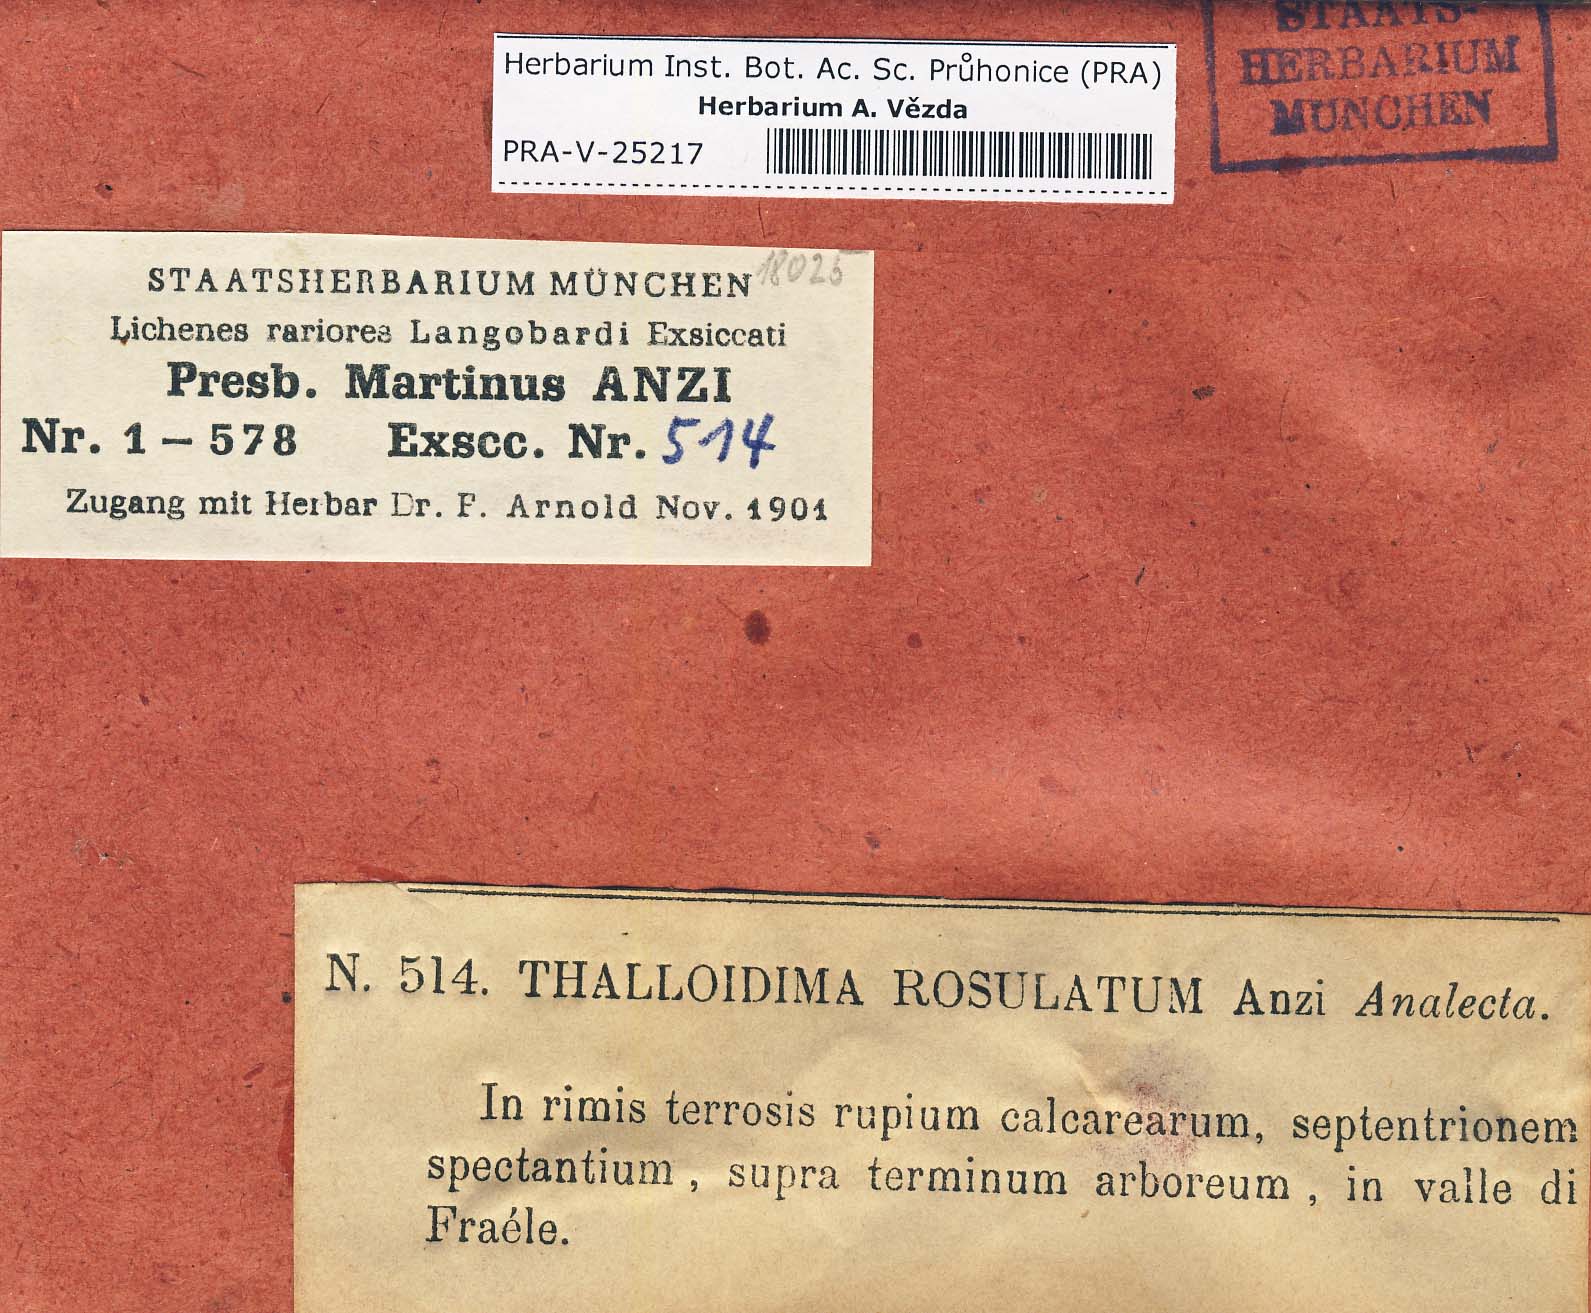 Herbarium Inst. Bot. Ac. Sc. Průhonice (PRA)
Herbarium A. Vězda
PRA-V-25217
STAATS-
HERBARIUM
MÜNCHEN
18025
STAATSHERBARIUM MÜNCHEN
Lichenes rariores Langobardi Exsiccati
Presb. Martinus ANZI
Nr. 1 – 578 Exscc. Nr. 514
Zugang mit Herbar Dr. F. Arnold Nov. 1901
N. 514. THALLOIDIMA ROSULATUM Anzi Analecta.
In rimis terrosis rupium calcarearum, septentrionem
spectantium, supra terminum arboreum, in valle di
Fraéle.